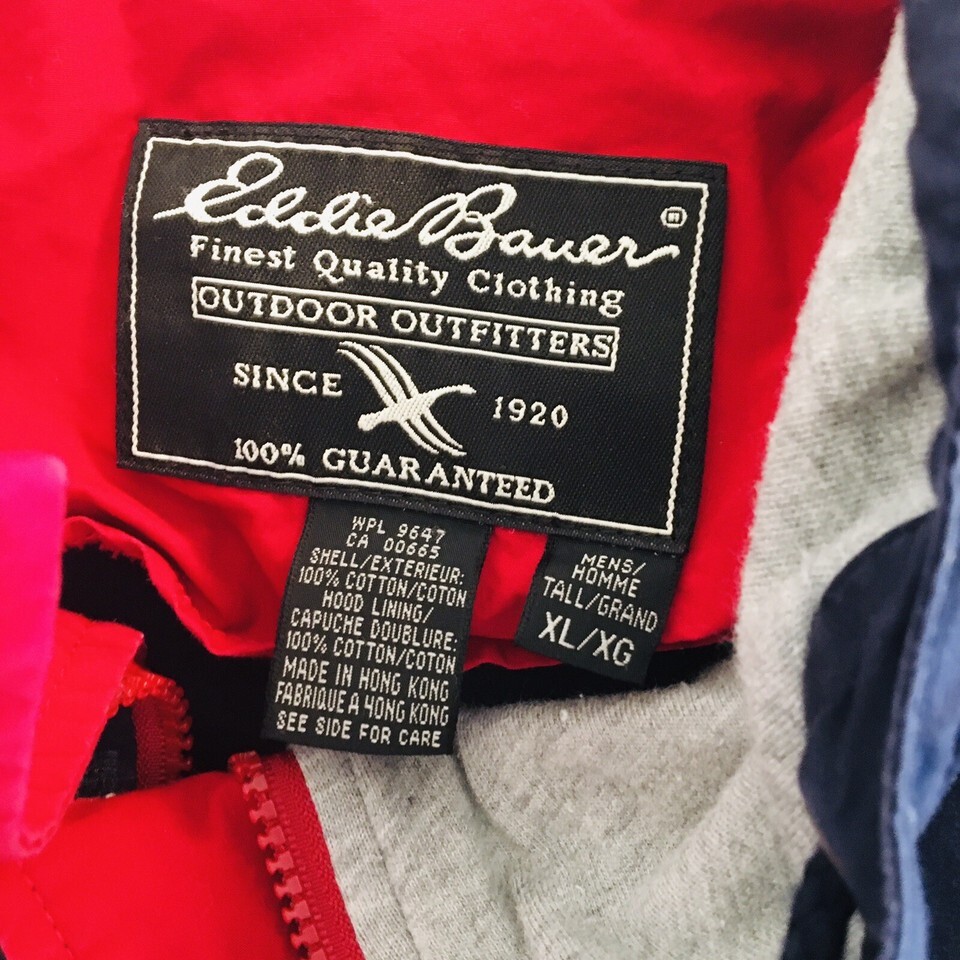 Eddie Bauer ®
Finest Quality Clothing
OUTDOOR OUTFITTERS
SINCE 1920
100% GUARANTEED
WPL 9647
CA 00665
SHELL/EXTERIEUR:
100% COTTON/COTON
HOOD LINING/
CAPUCHE DOUBLURE:
100% COTTON/COTON
MADE IN HONG KONG
FABRIQUE A HONG KONG
SEE SIDE FOR CARE
MENS/
HOMME
TALL/GRAND
XL/XG